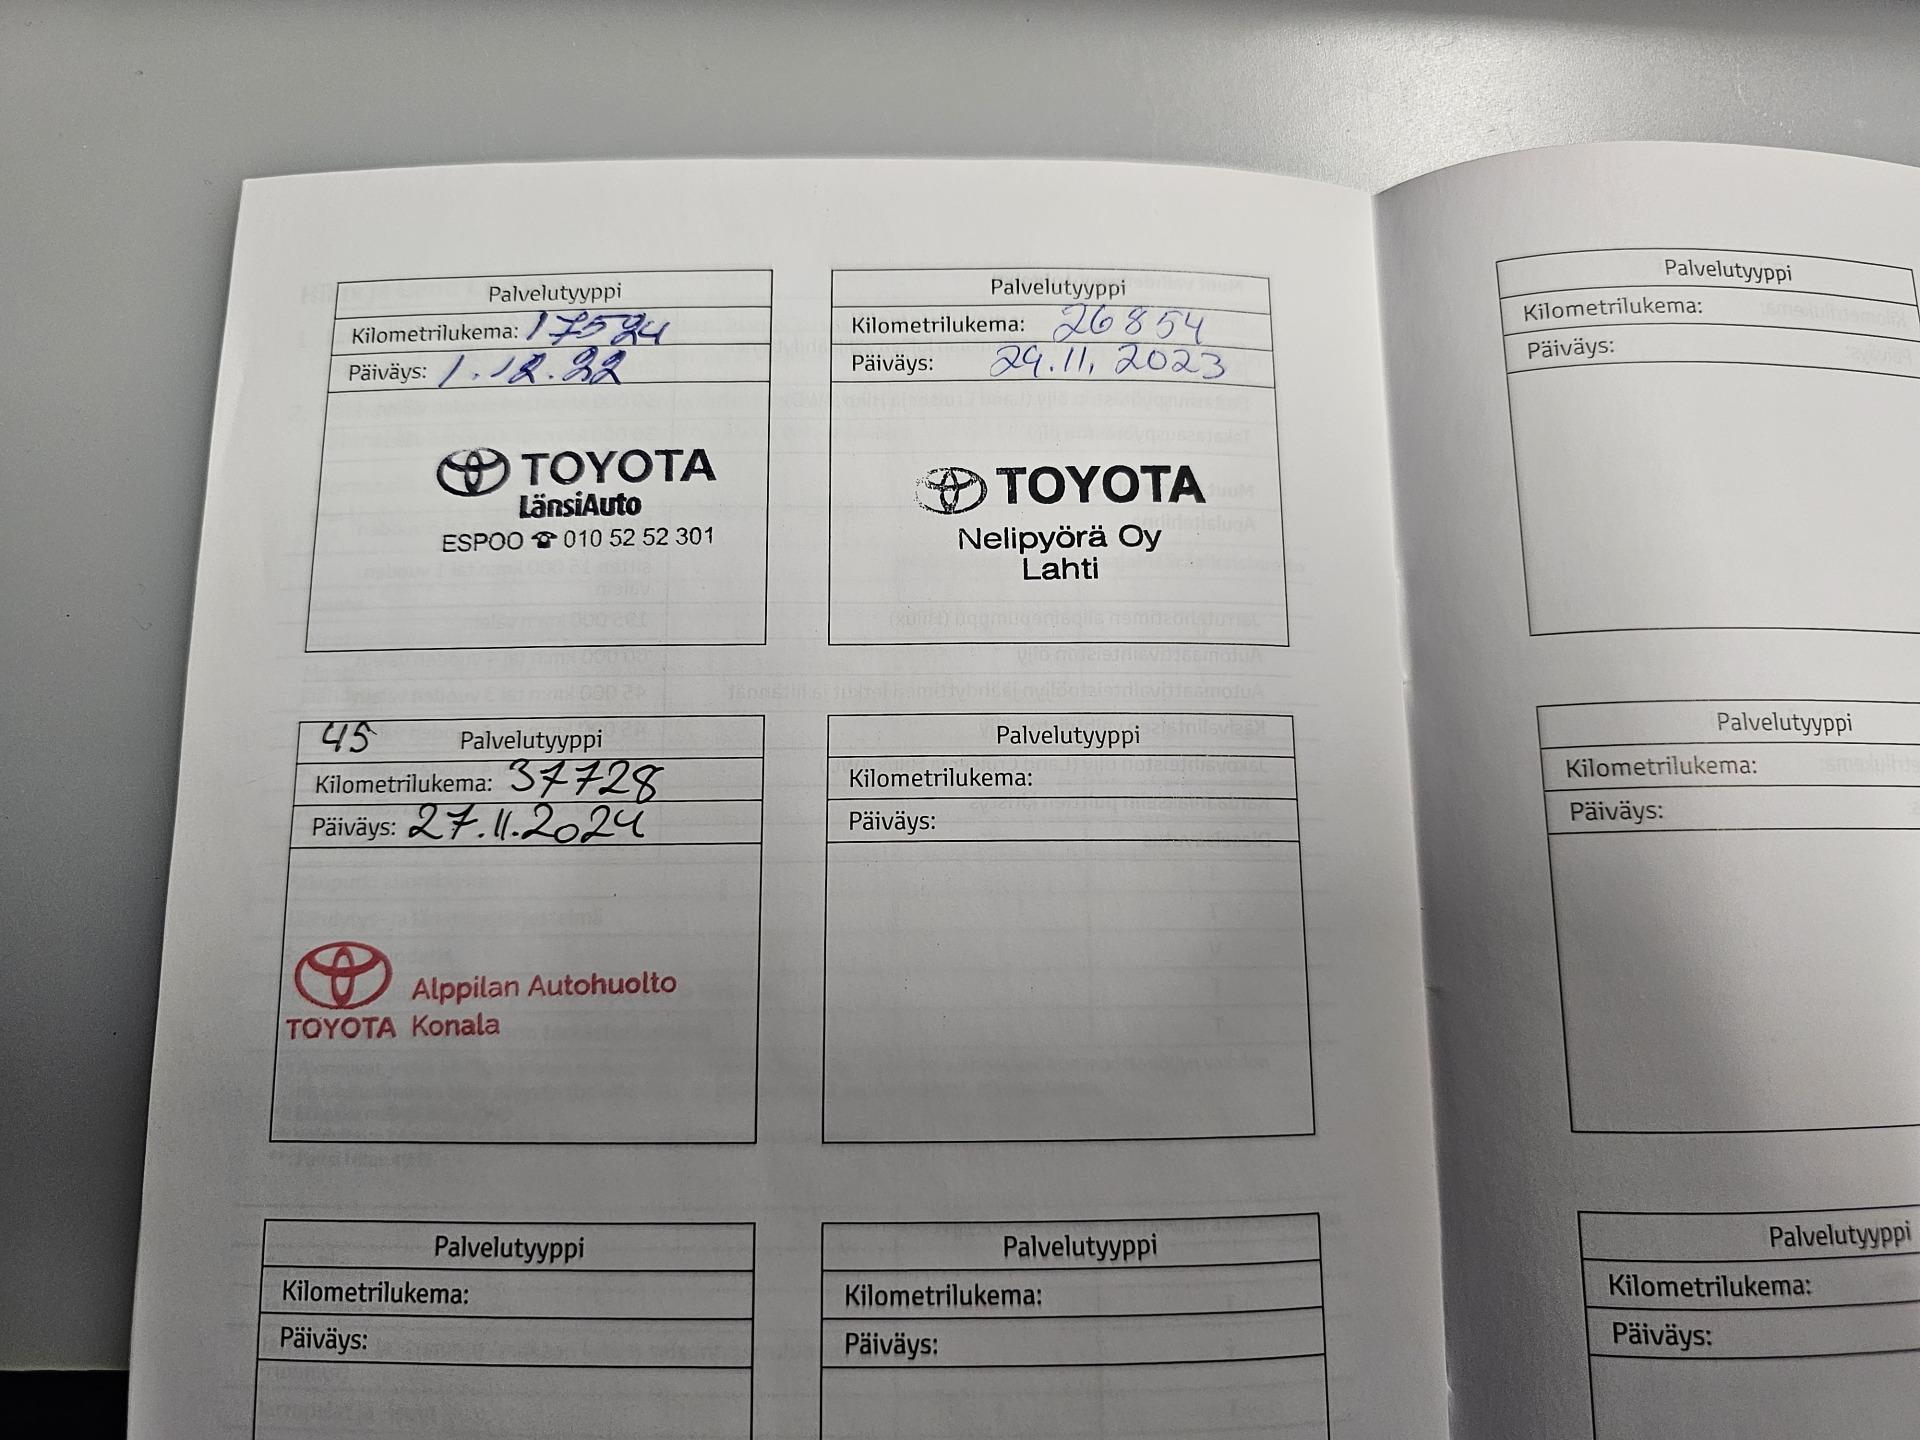 Palvelutyyppi
Kilometrilukema: 17524
Päiväys: 1.12.22
TOYOTA
LänsiAuto
ESPOO ☎ 010 52 52 301
Palvelutyyppi
Kilometrilukema: 26854
Päiväys: 29.11.2023
TOYOTA
Nelipyörä Oy
Lahti
Palvelutyyppi
Kilometrilukema:
Päiväys:
45 Palvelutyyppi
Kilometrilukema: 37728
Päiväys: 27.11.2024
Alppilan Autohuolto
TOYOTA Konala
Palvelutyyppi
Kilometrilukema:
Päiväys:
Palvelutyyppi
Kilometrilukema:
Päiväys:
Palvelutyyppi
Kilometrilukema:
Päiväys:
Palvelutyyppi
Kilometrilukema:
Päiväys:
Palvelutyyppi
Kilometrilukema:
Päiväys: